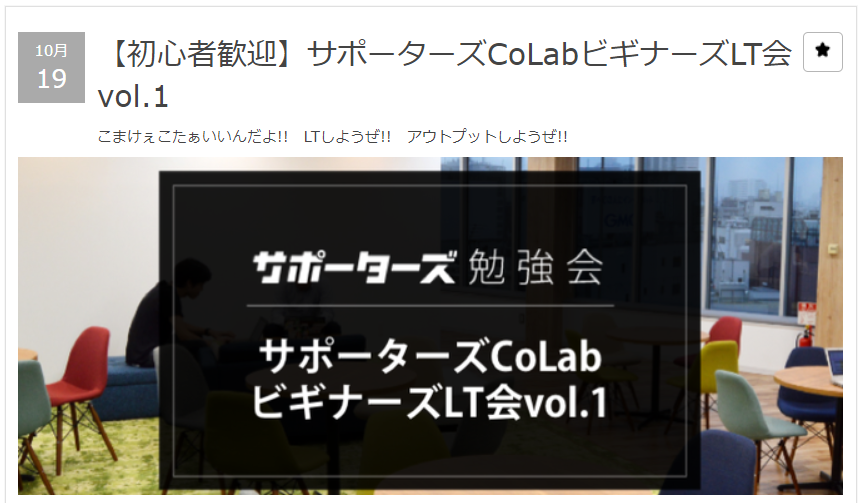 10月
19
【初心者歓迎】サポーターズCoLabビギナーズLT会
vol.1
こまけぇこたぁいいんだよ!!　LTしようぜ!!　アウトプットしようぜ!!
サポーターズ 勉強会
サポーターズCoLab
ビギナーズLT会vol.1